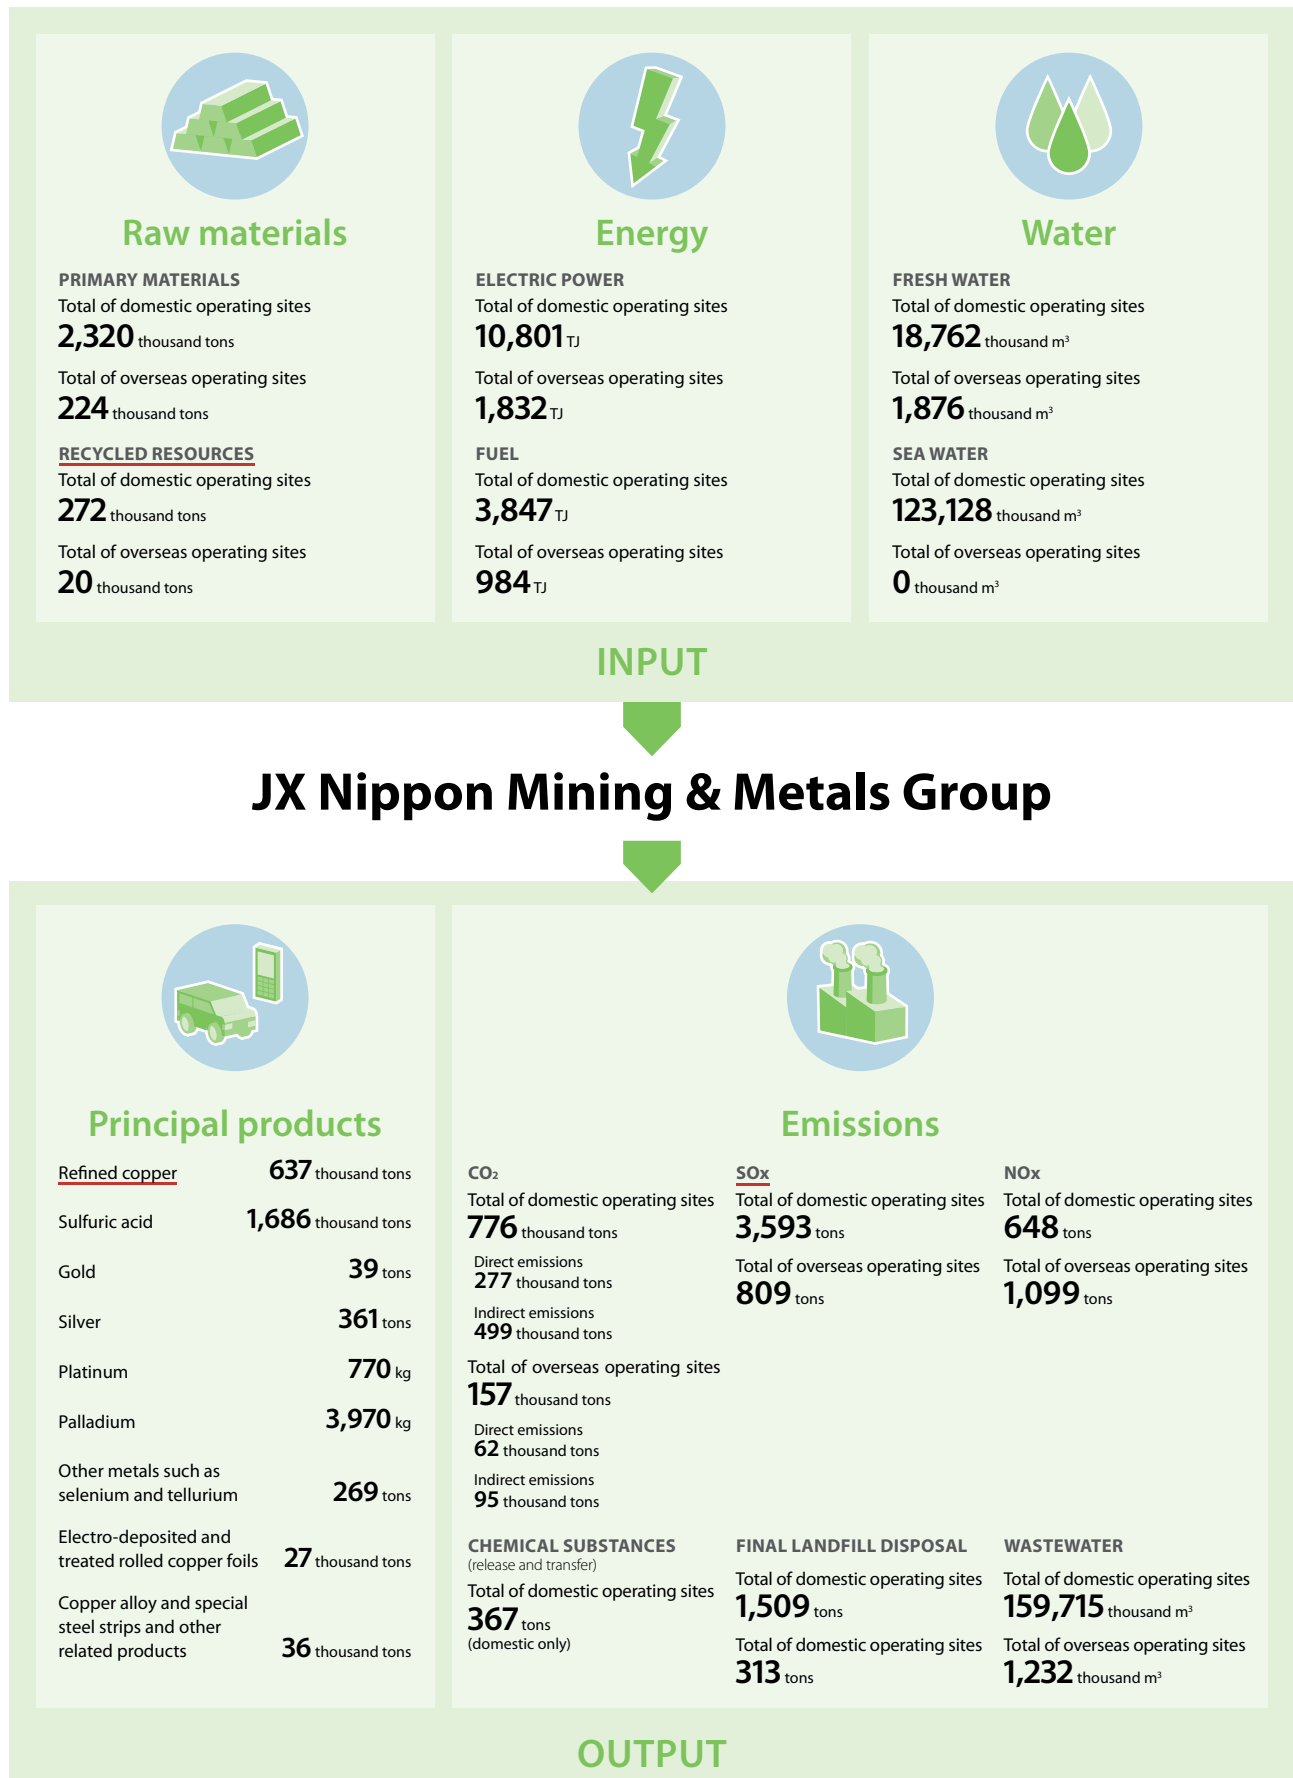 Raw materials
PRIMARY MATERIALS
Total of domestic operating sites
2,320 thousand tons
Total of overseas operating sites
224 thousand tons
RECYCLED RESOURCES
Total of domestic operating sites
272 thousand tons
Total of overseas operating sites
20 thousand tons
Energy
ELECTRIC POWER
Total of domestic operating sites
10,801 TJ
Total of overseas operating sites
1,832 TJ
FUEL
Total of domestic operating sites
3,847 TJ
Total of overseas operating sites
984 TJ
Water
FRESH WATER
Total of domestic operating sites
18,762 thousand m³
Total of overseas operating sites
1,876 thousand m³
SEA WATER
Total of domestic operating sites
123,128 thousand m³
Total of overseas operating sites
0 thousand m³
INPUT
JX Nippon Mining & Metals Group
Principal products
Refined copper 637 thousand tons
Sulfuric acid 1,686 thousand tons
Gold 39 tons
Silver 361 tons
Platinum 770 kg
Palladium 3,970 kg
Other metals such as
selenium and tellurium 269 tons
Electro-deposited and
treated rolled copper foils 27 thousand tons
Copper alloy and special
steel strips and other
related products 36 thousand tons
Emissions
CO₂
Total of domestic operating sites
776 thousand tons
Direct emissions
277 thousand tons
Indirect emissions
499 thousand tons
Total of overseas operating sites
157 thousand tons
Direct emissions
62 thousand tons
Indirect emissions
95 thousand tons
SOx
Total of domestic operating sites
3,593 tons
Total of overseas operating sites
809 tons
NOx
Total of domestic operating sites
648 tons
Total of overseas operating sites
1,099 tons
CHEMICAL SUBSTANCES
(release and transfer)
Total of domestic operating sites
367 tons
(domestic only)
FINAL LANDFILL DISPOSAL
Total of domestic operating sites
1,509 tons
Total of domestic operating sites
313 tons
WASTEWATER
Total of domestic operating sites
159,715 thousand m³
Total of overseas operating sites
1,232 thousand m³
OUTPUT